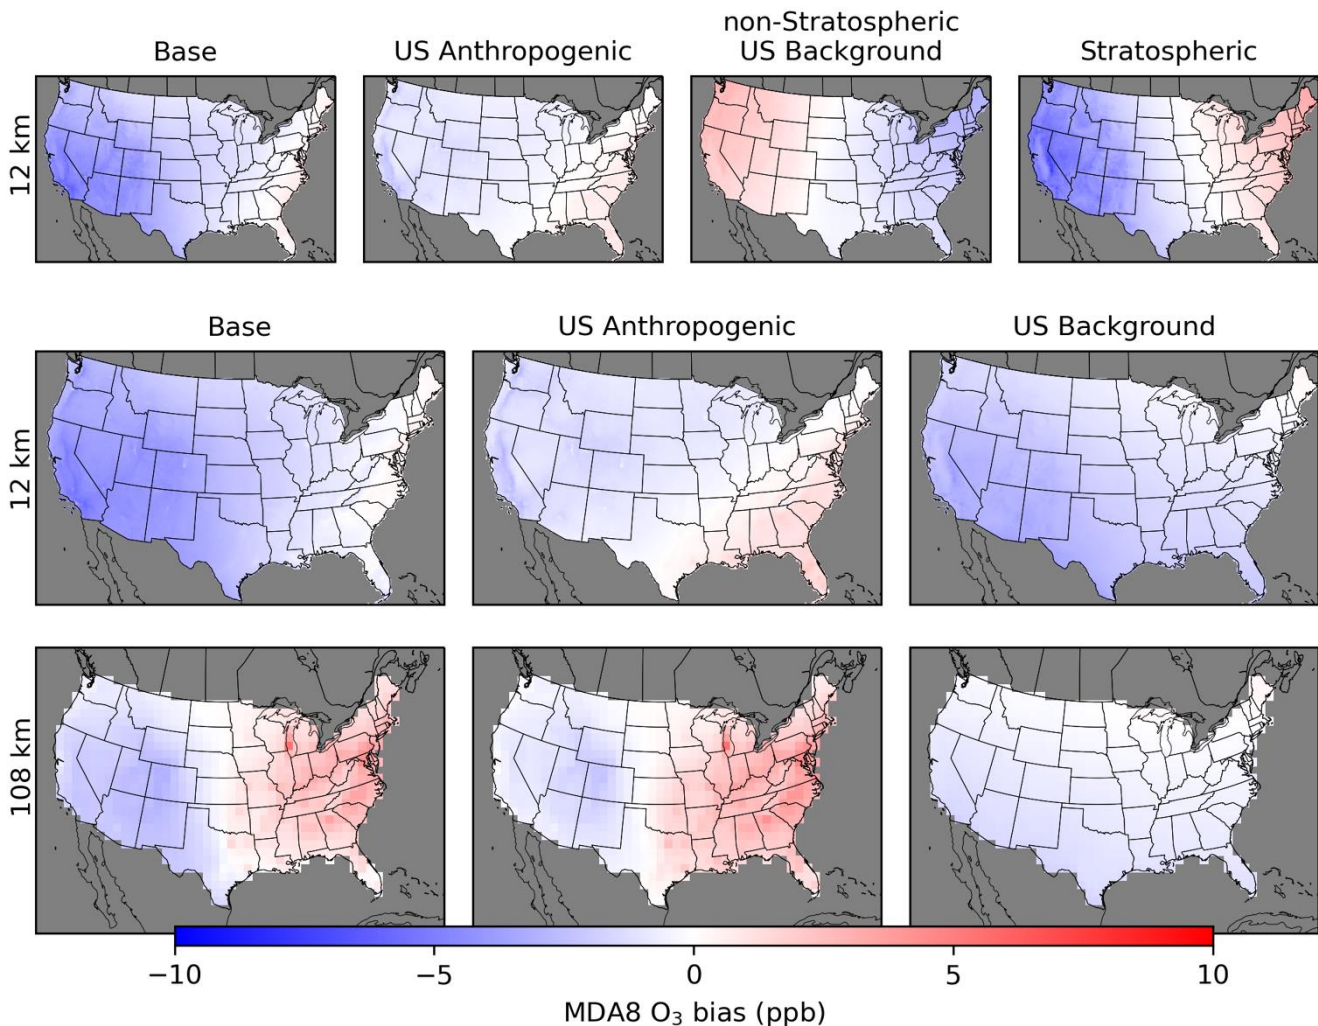 Base
US Anthropogenic
non-Stratospheric
US Background
Stratospheric
12 km
Base
US Anthropogenic
US Background
12 km
108 km
−10
−5
0
5
10
MDA8 O₃ bias (ppb)